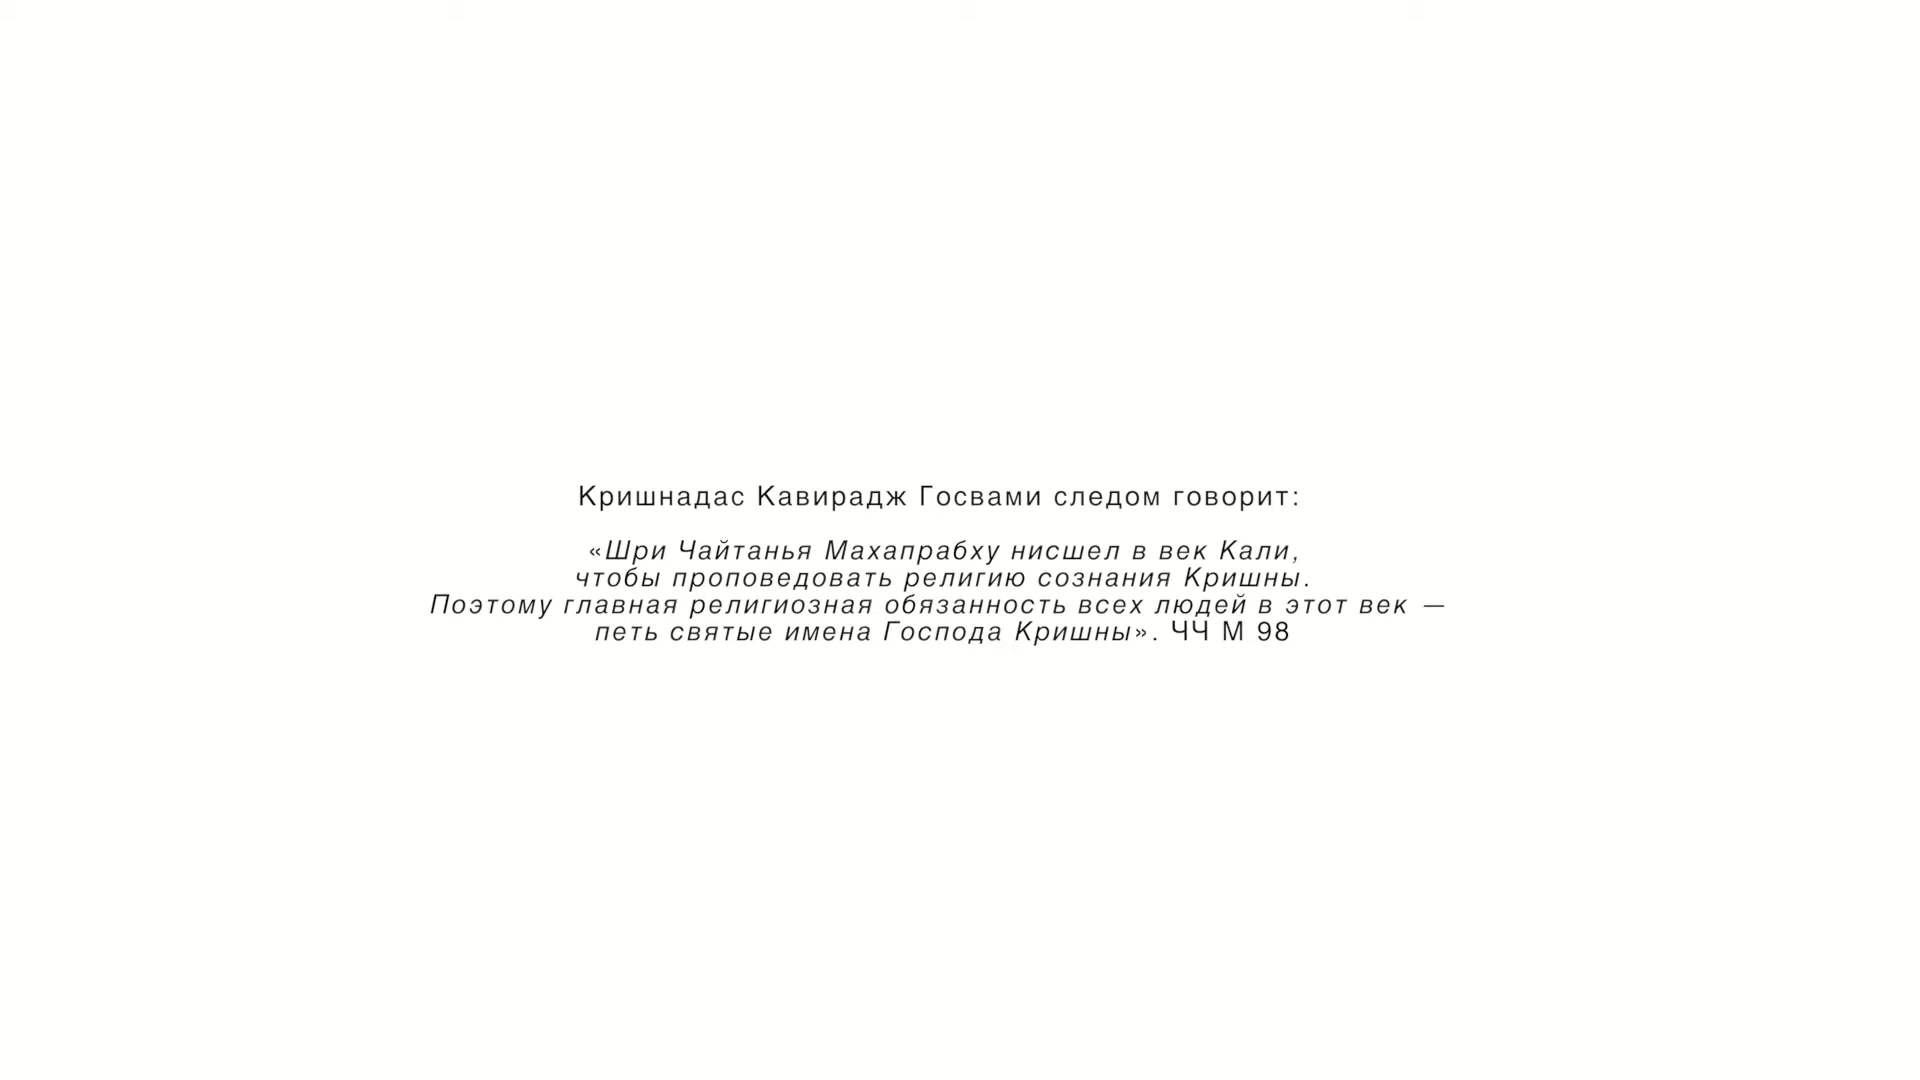 Кришнадас Кавирадж Госвами следом говорит:
«Шри Чайтанья Махапрабху нисшел в век Кали,
чтобы проповедовать религию сознания Кришны.
Поэтому главная религиозная обязанность всех людей в этот век —
петь святые имена Господа Кришны». ЧЧ М 98